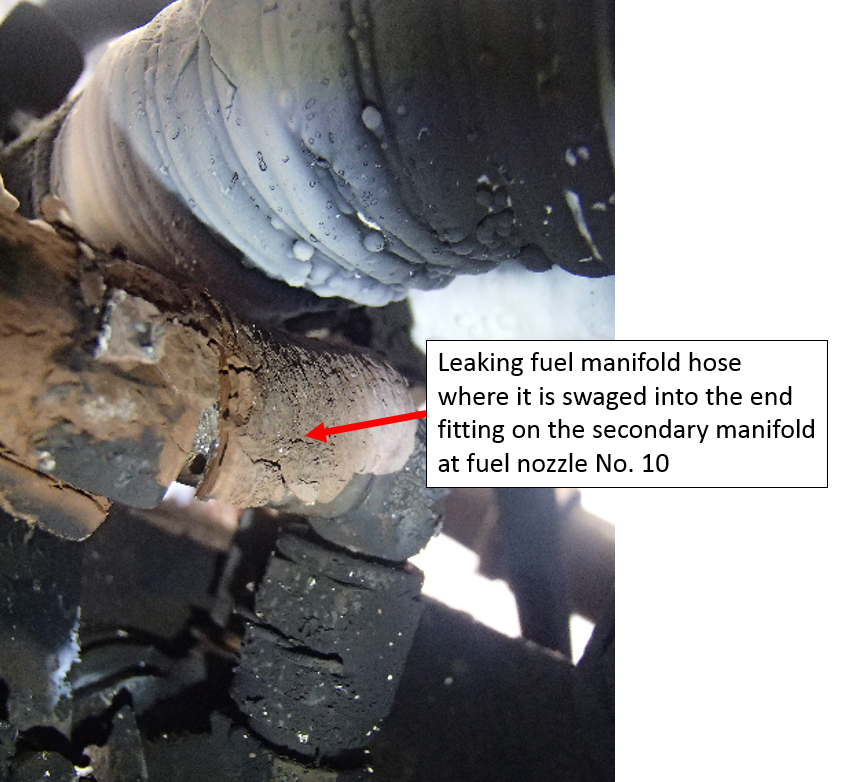 Leaking fuel manifold hose
where it is swaged into the end
fitting on the secondary manifold
at fuel nozzle No. 10